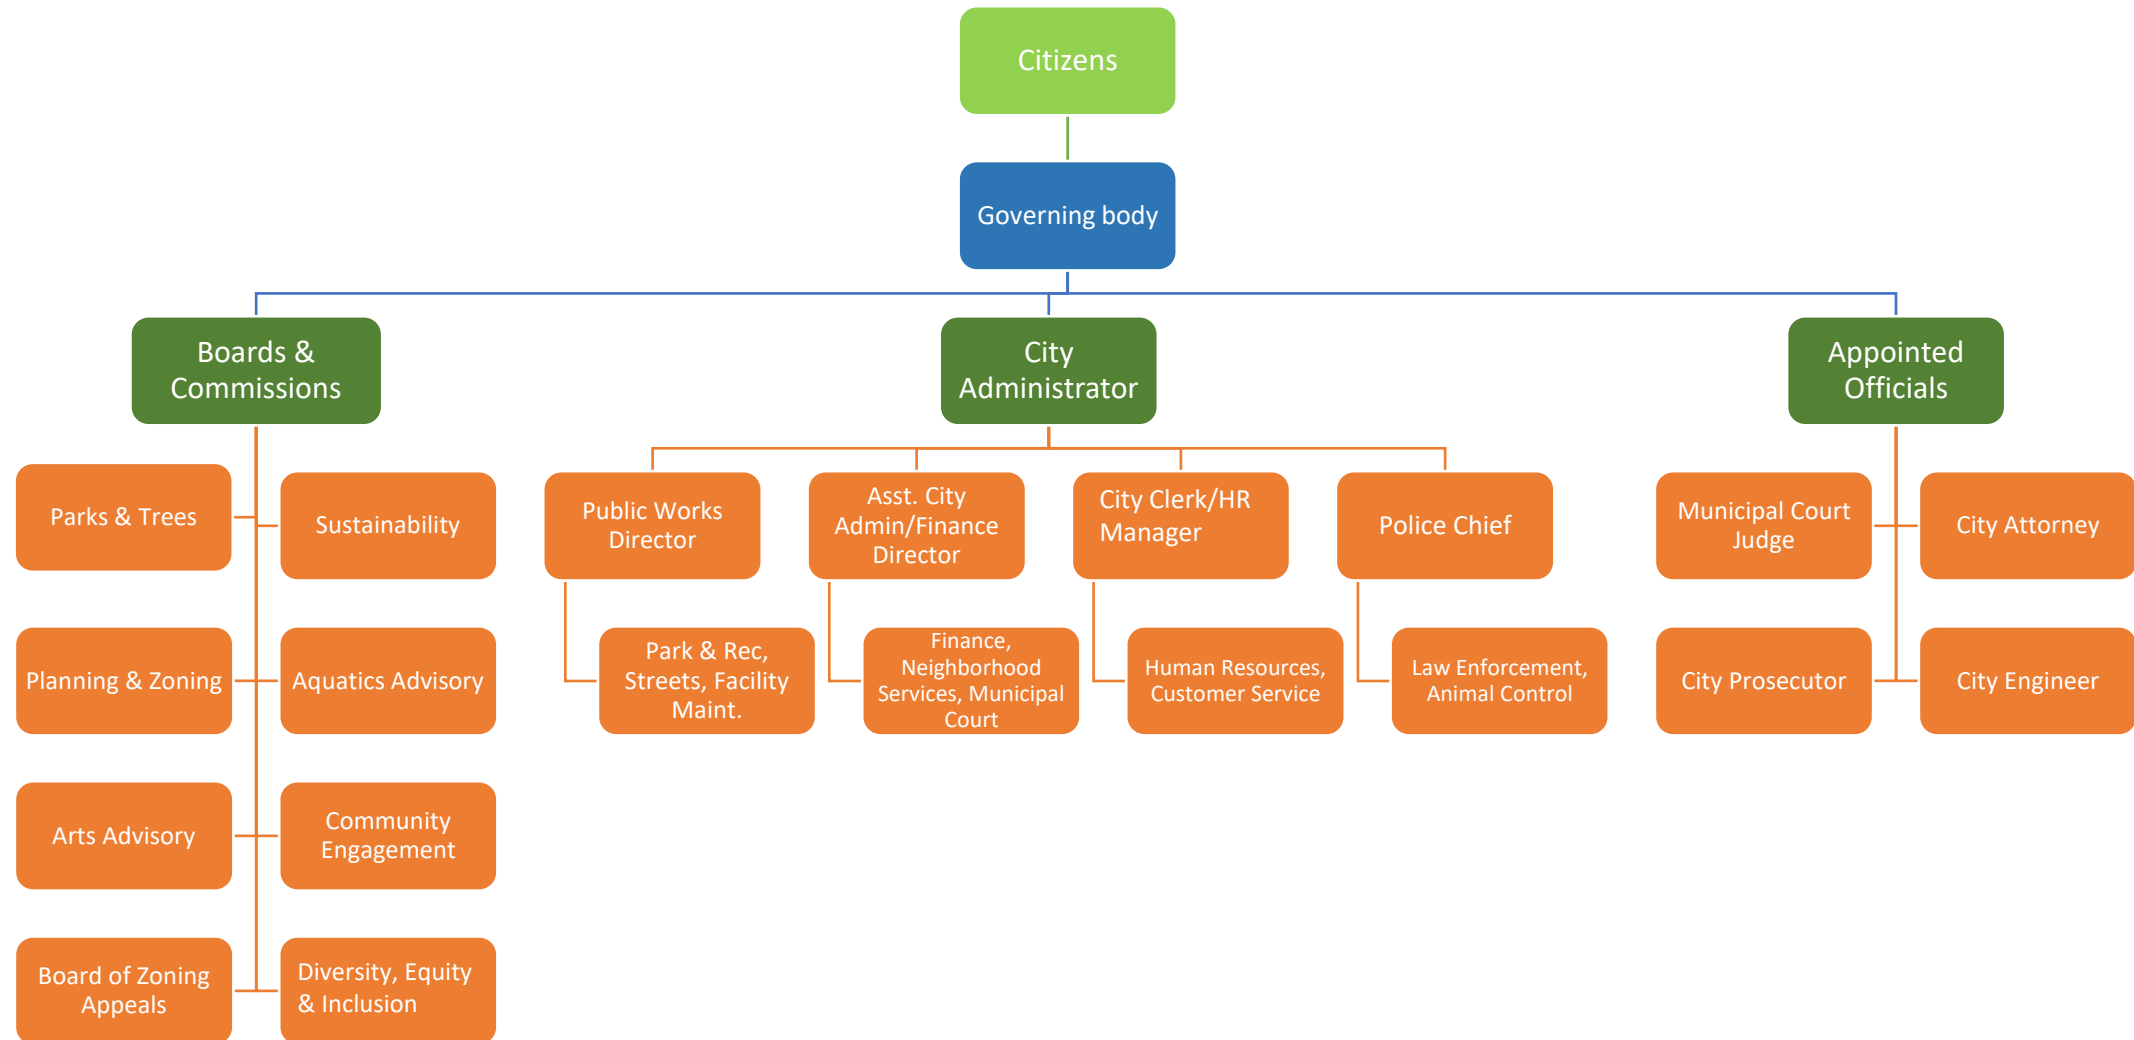 Citizens
Governing body
Boards &
Commissions
City
Administrator
Appointed
Officials
Parks & Trees
Sustainability
Planning & Zoning
Aquatics Advisory
Arts Advisory
Community
Engagement
Board of Zoning
Appeals
Diversity, Equity
& Inclusion
Public Works
Director
Park & Rec,
Streets, Facility
Maint.
Asst. City
Admin/Finance
Director
Finance,
Neighborhood
Services, Municipal
Court
City Clerk/HR
Manager
Human Resources,
Customer Service
Police Chief
Law Enforcement,
Animal Control
Municipal Court
Judge
City Attorney
City Prosecutor
City Engineer